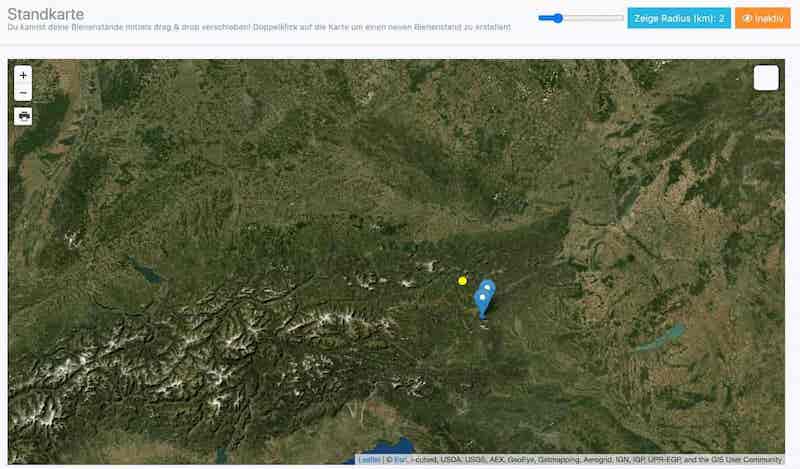 Standkarte
Du kannst deine Bienenstände mittels drag & drop verschieben! Doppelklick auf die Karte um einen neuen Bienenstand zu erstellen!
Zeige Radius (km): 2
Inaktiv
+
−
Leaflet | © Esri, i-cubed, USDA, USGS, AEX, GeoEye, Getmapping, Aerogrid, IGN, IGP, UPR-EGP, and the GIS User Community